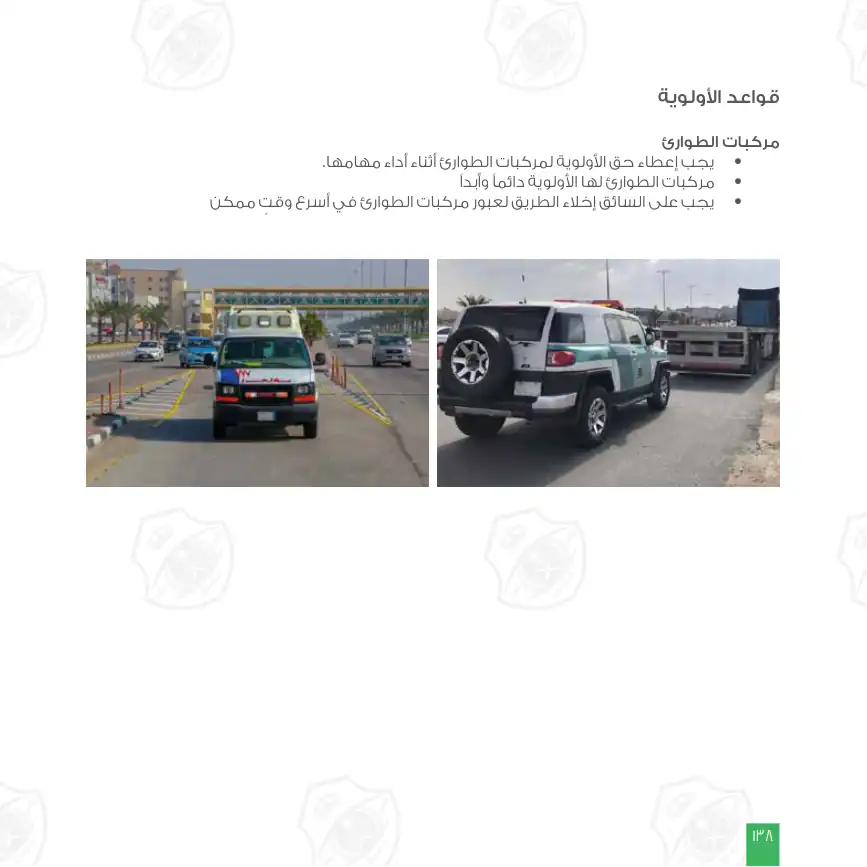 قواعد الأولوية
مركبات الطوارئ
• يجب إعطاء حق الأولوية لمركبات الطوارئ أثناء أداء مهامها.
• مركبات الطوارئ لها الأولوية دائماً وأبداً
• يجب على السائق إخلاء الطريق لعبور مركبات الطوارئ في أسرع وقتٍ ممكن
١٣٨